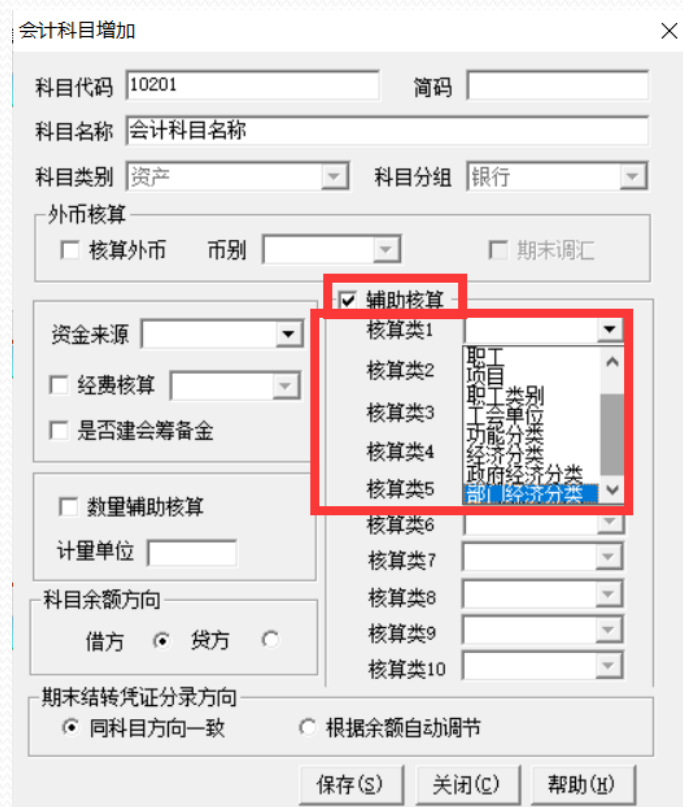 会计科目增加
科目代码 10201 简码
科目名称 会计科目名称
科目类别 资产 科目分组 银行
外币核算
核算外币 币别 期末调汇
辅助核算
资金来源
经费核算
是否建会筹备金
数量辅助核算
计量单位
科目余额方向
借方 贷方
核算类1
核算类2
核算类3
核算类4
核算类5
核算类6
核算类7
核算类8
核算类9
核算类10
职工
项目
职工类别
工会单位
功能分类
经济分类
政府经济分类
部门经济分类
期末结转凭证分录方向
同科目方向一致 根据余额自动调节
保存(S) 关闭(C) 帮助(H)